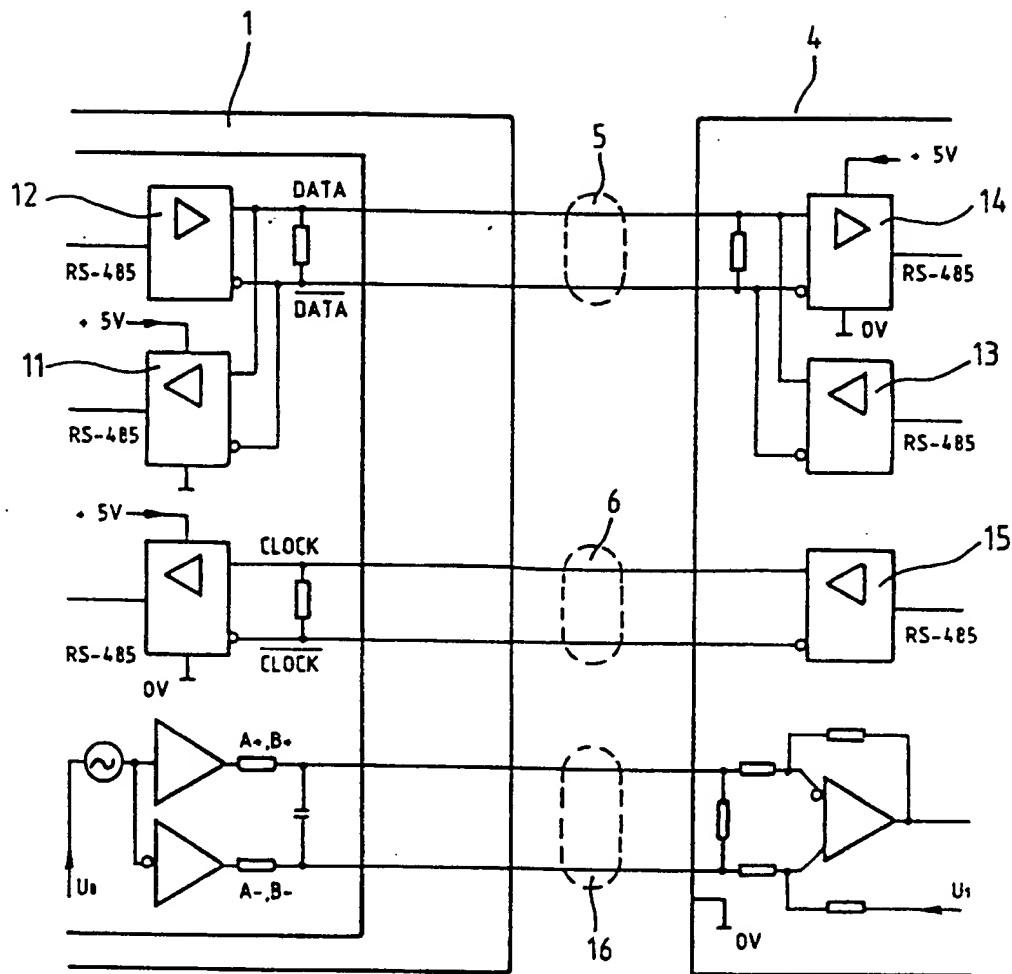 1
4
5
+ 5V
12
DATA
14
RS-485
RS-485
DATA
+ 5V
0V
11
13
RS-485
RS-485
+ 5V
6
CLOCK
15
RS-485
CLOCK
RS-485
0V
A+,B+
A-,B-
U0
U1
0V
16